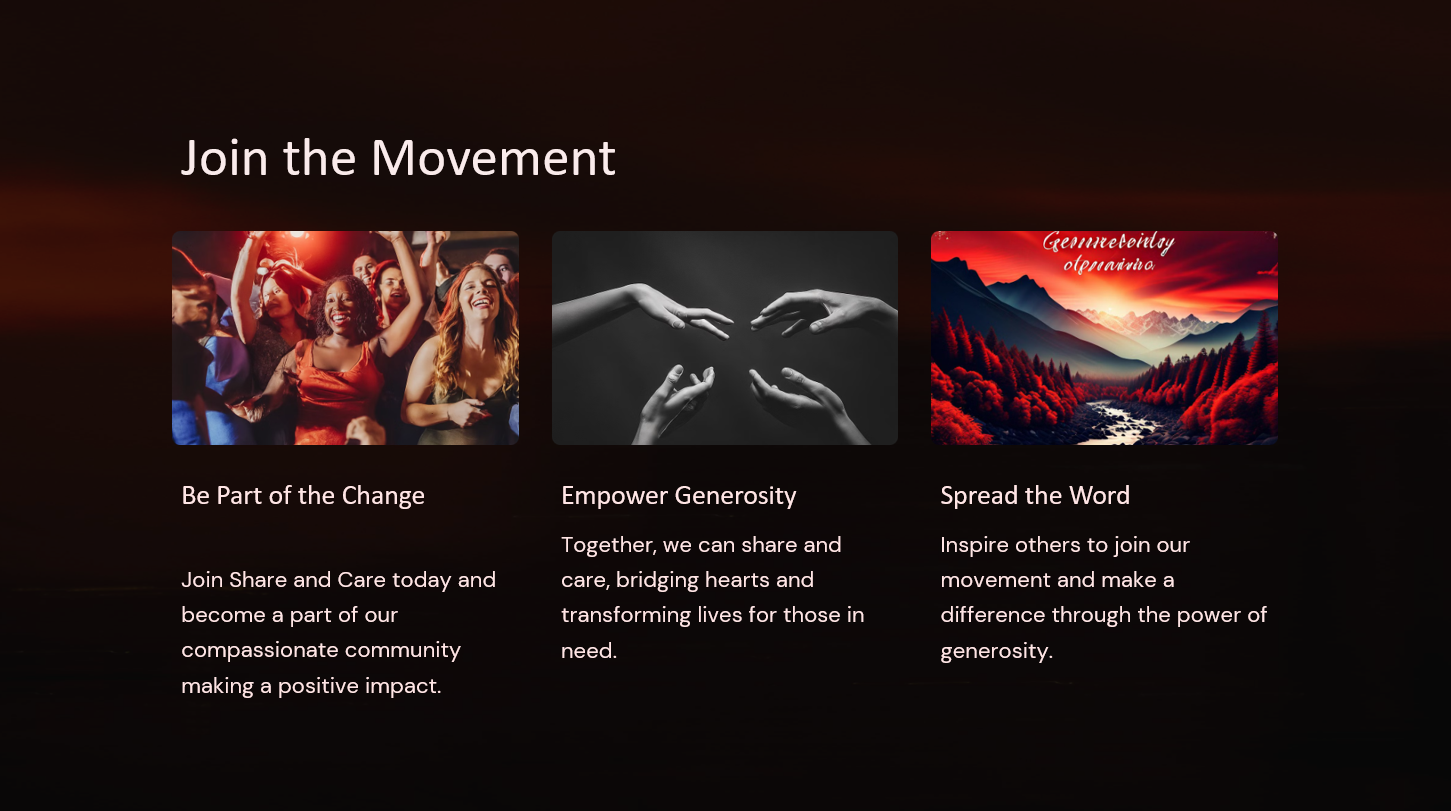 Join the Movement
Be Part of the Change
Join Share and Care today and
become a part of our
compassionate community
making a positive impact.
Empower Generosity
Together, we can share and
care, bridging hearts and
transforming lives for those in
need.
Spread the Word
Inspire others to join our
movement and make a
difference through the power of
generosity.